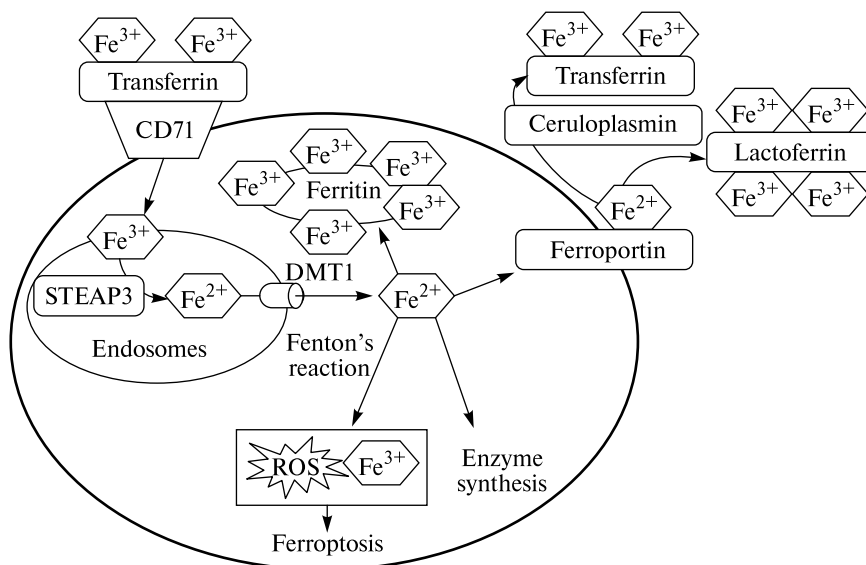 Fe³⁺ Fe³⁺
Transferrin
CD71
Fe³⁺ Fe³⁺
Transferrin
Ceruloplasmin
Fe³⁺ Fe³⁺
Lactoferrin
Fe³⁺ Fe³⁺
Fe²⁺
Ferroportin
Fe³⁺
Fe³⁺ Fe³⁺
Ferritin
Fe³⁺
Fe³⁺
Fe³⁺
STEAP3
Fe²⁺
DMT1
Fe²⁺
Endosomes
Fenton's
reaction
ROS Fe³⁺
Ferroptosis
Enzyme
synthesis